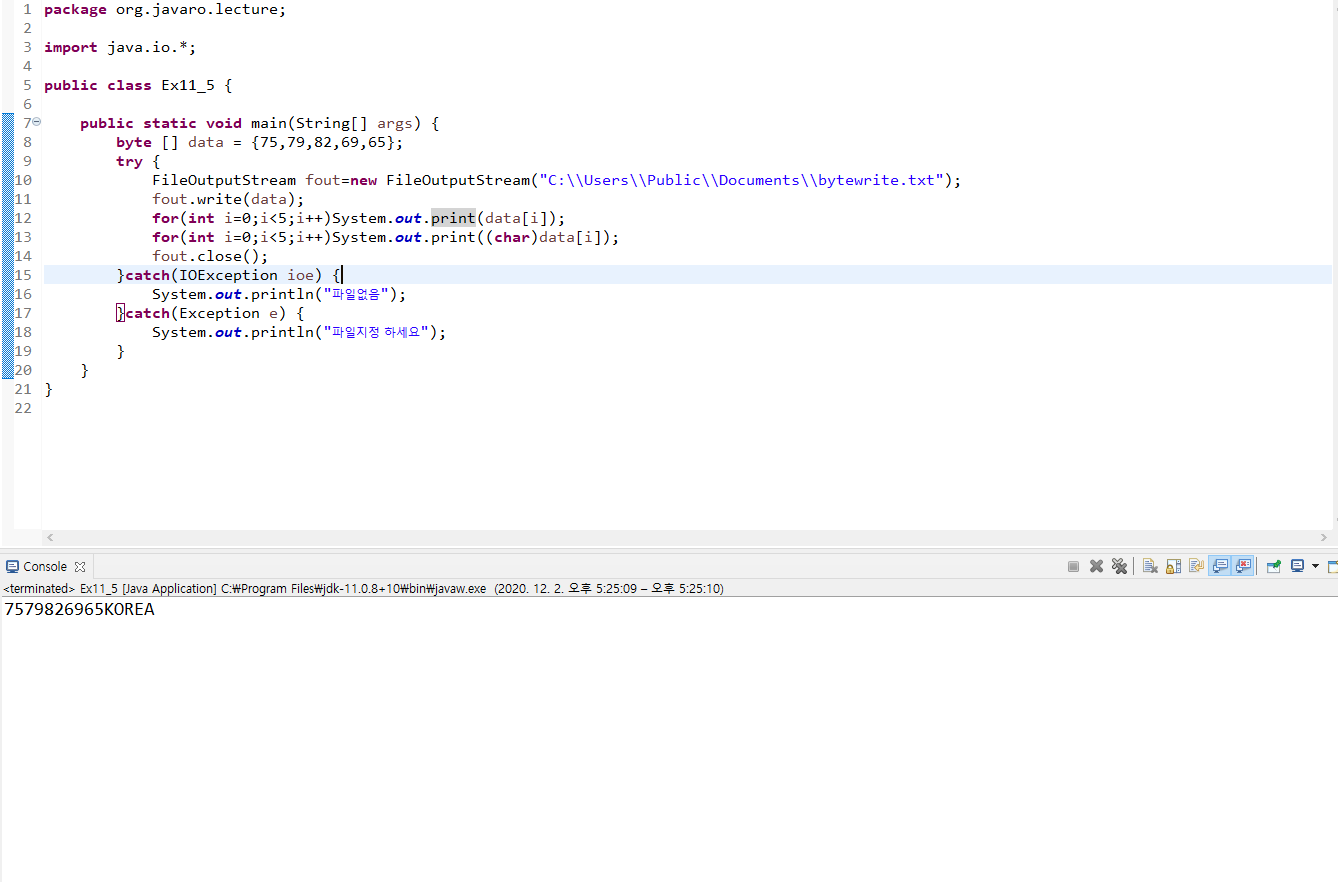 1 package org.javaro.lecture;
2
3 import java.io.*;
4
5 public class Ex11_5 {
6
7 public static void main(String[] args) {
8 byte [] data = {75,79,82,69,65};
9 try {
10 FileOutputStream fout=new FileOutputStream("C:\\Users\\Public\\Documents\\bytewrite.txt");
11 fout.write(data);
12 for(int i=0;i<5;i++)System.out.print(data[i]);
13 for(int i=0;i<5;i++)System.out.print((char)data[i]);
14 fout.close();
15 }catch(IOException ioe) {
16 System.out.println("파일없음");
17 }catch(Exception e) {
18 System.out.println("파일지정 하세요");
19 }
20 }
21 }
22
Console
<terminated> Ex11_5 [Java Application] C:₩Program Files₩jdk-11.0.8+10₩bin₩javaw.exe (2020. 12. 2. 오후 5:25:09 – 오후 5:25:10)
7579826965KOREA